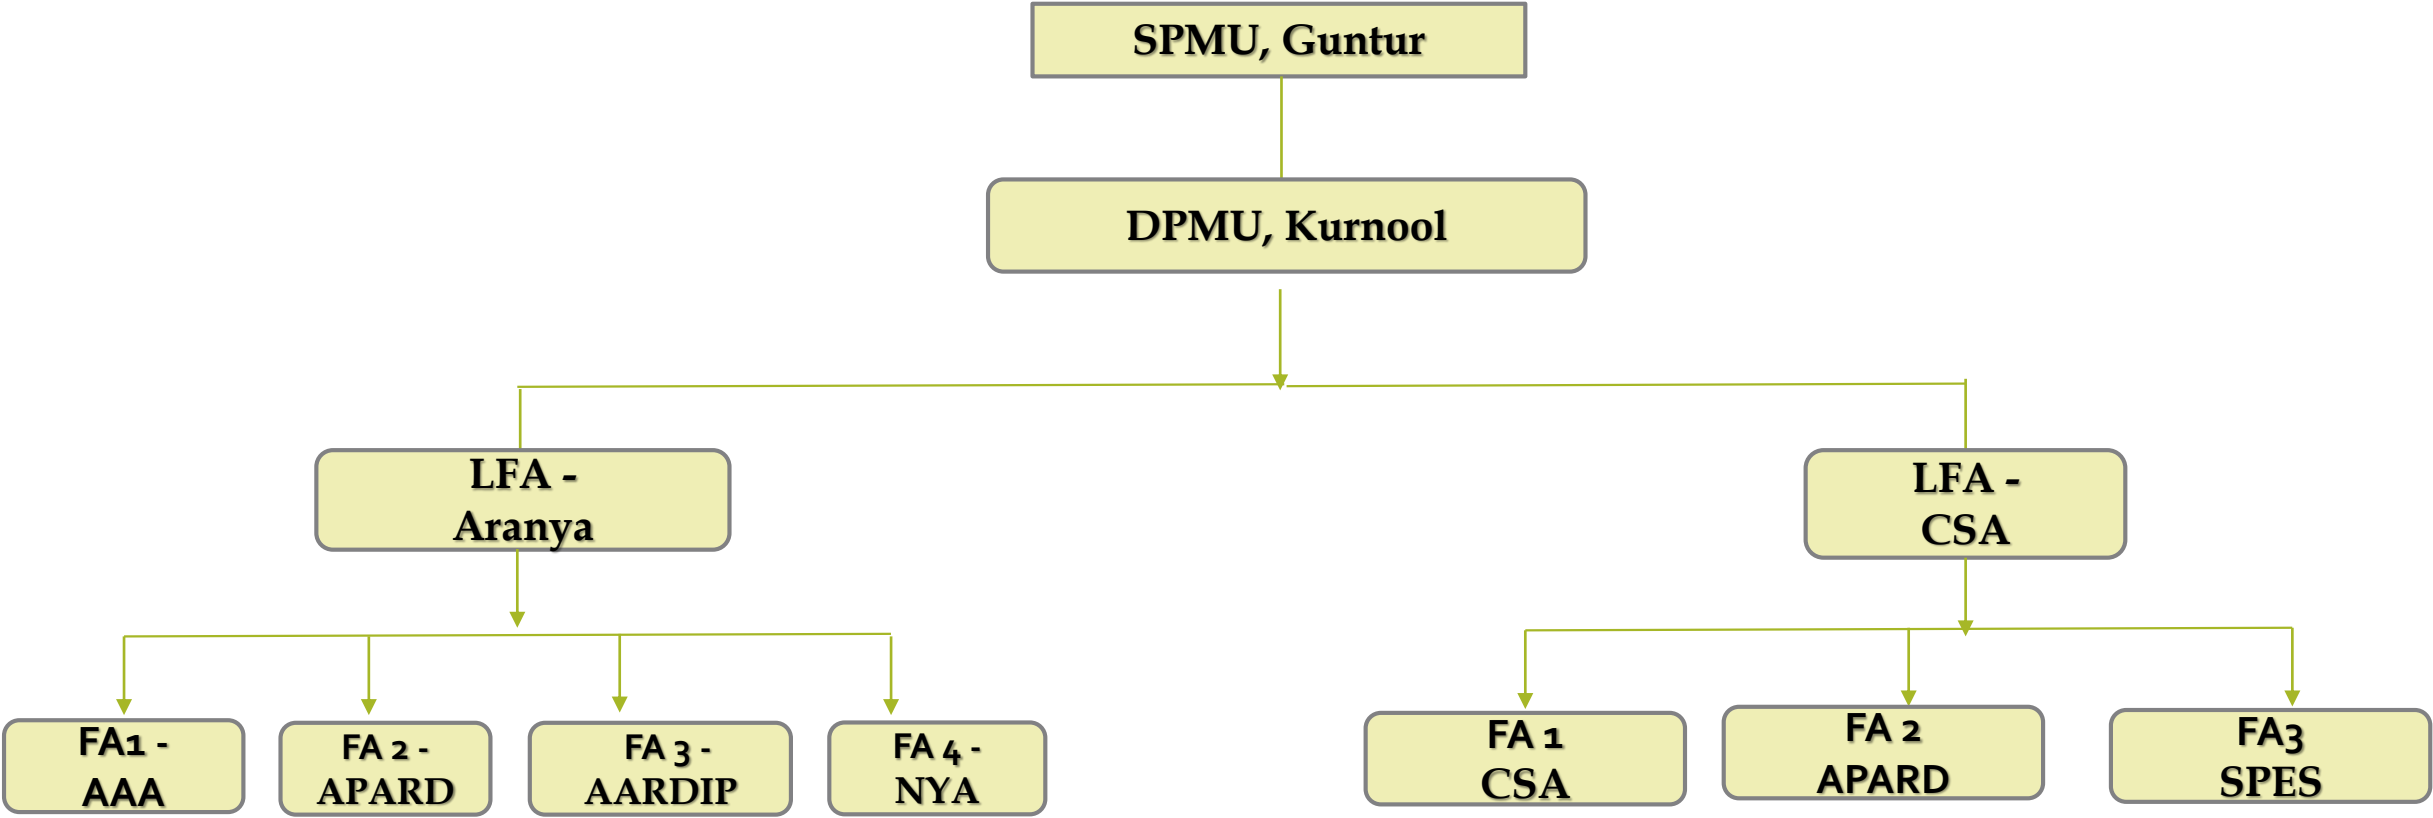 SPMU, Guntur
DPMU, Kurnool
LFA -
Aranya
LFA -
CSA
FA1 -
AAA
FA 2 -
APARD
FA 3 -
AARDIP
FA 4 -
NYA
FA 1
CSA
FA 2
APARD
FA3
SPES